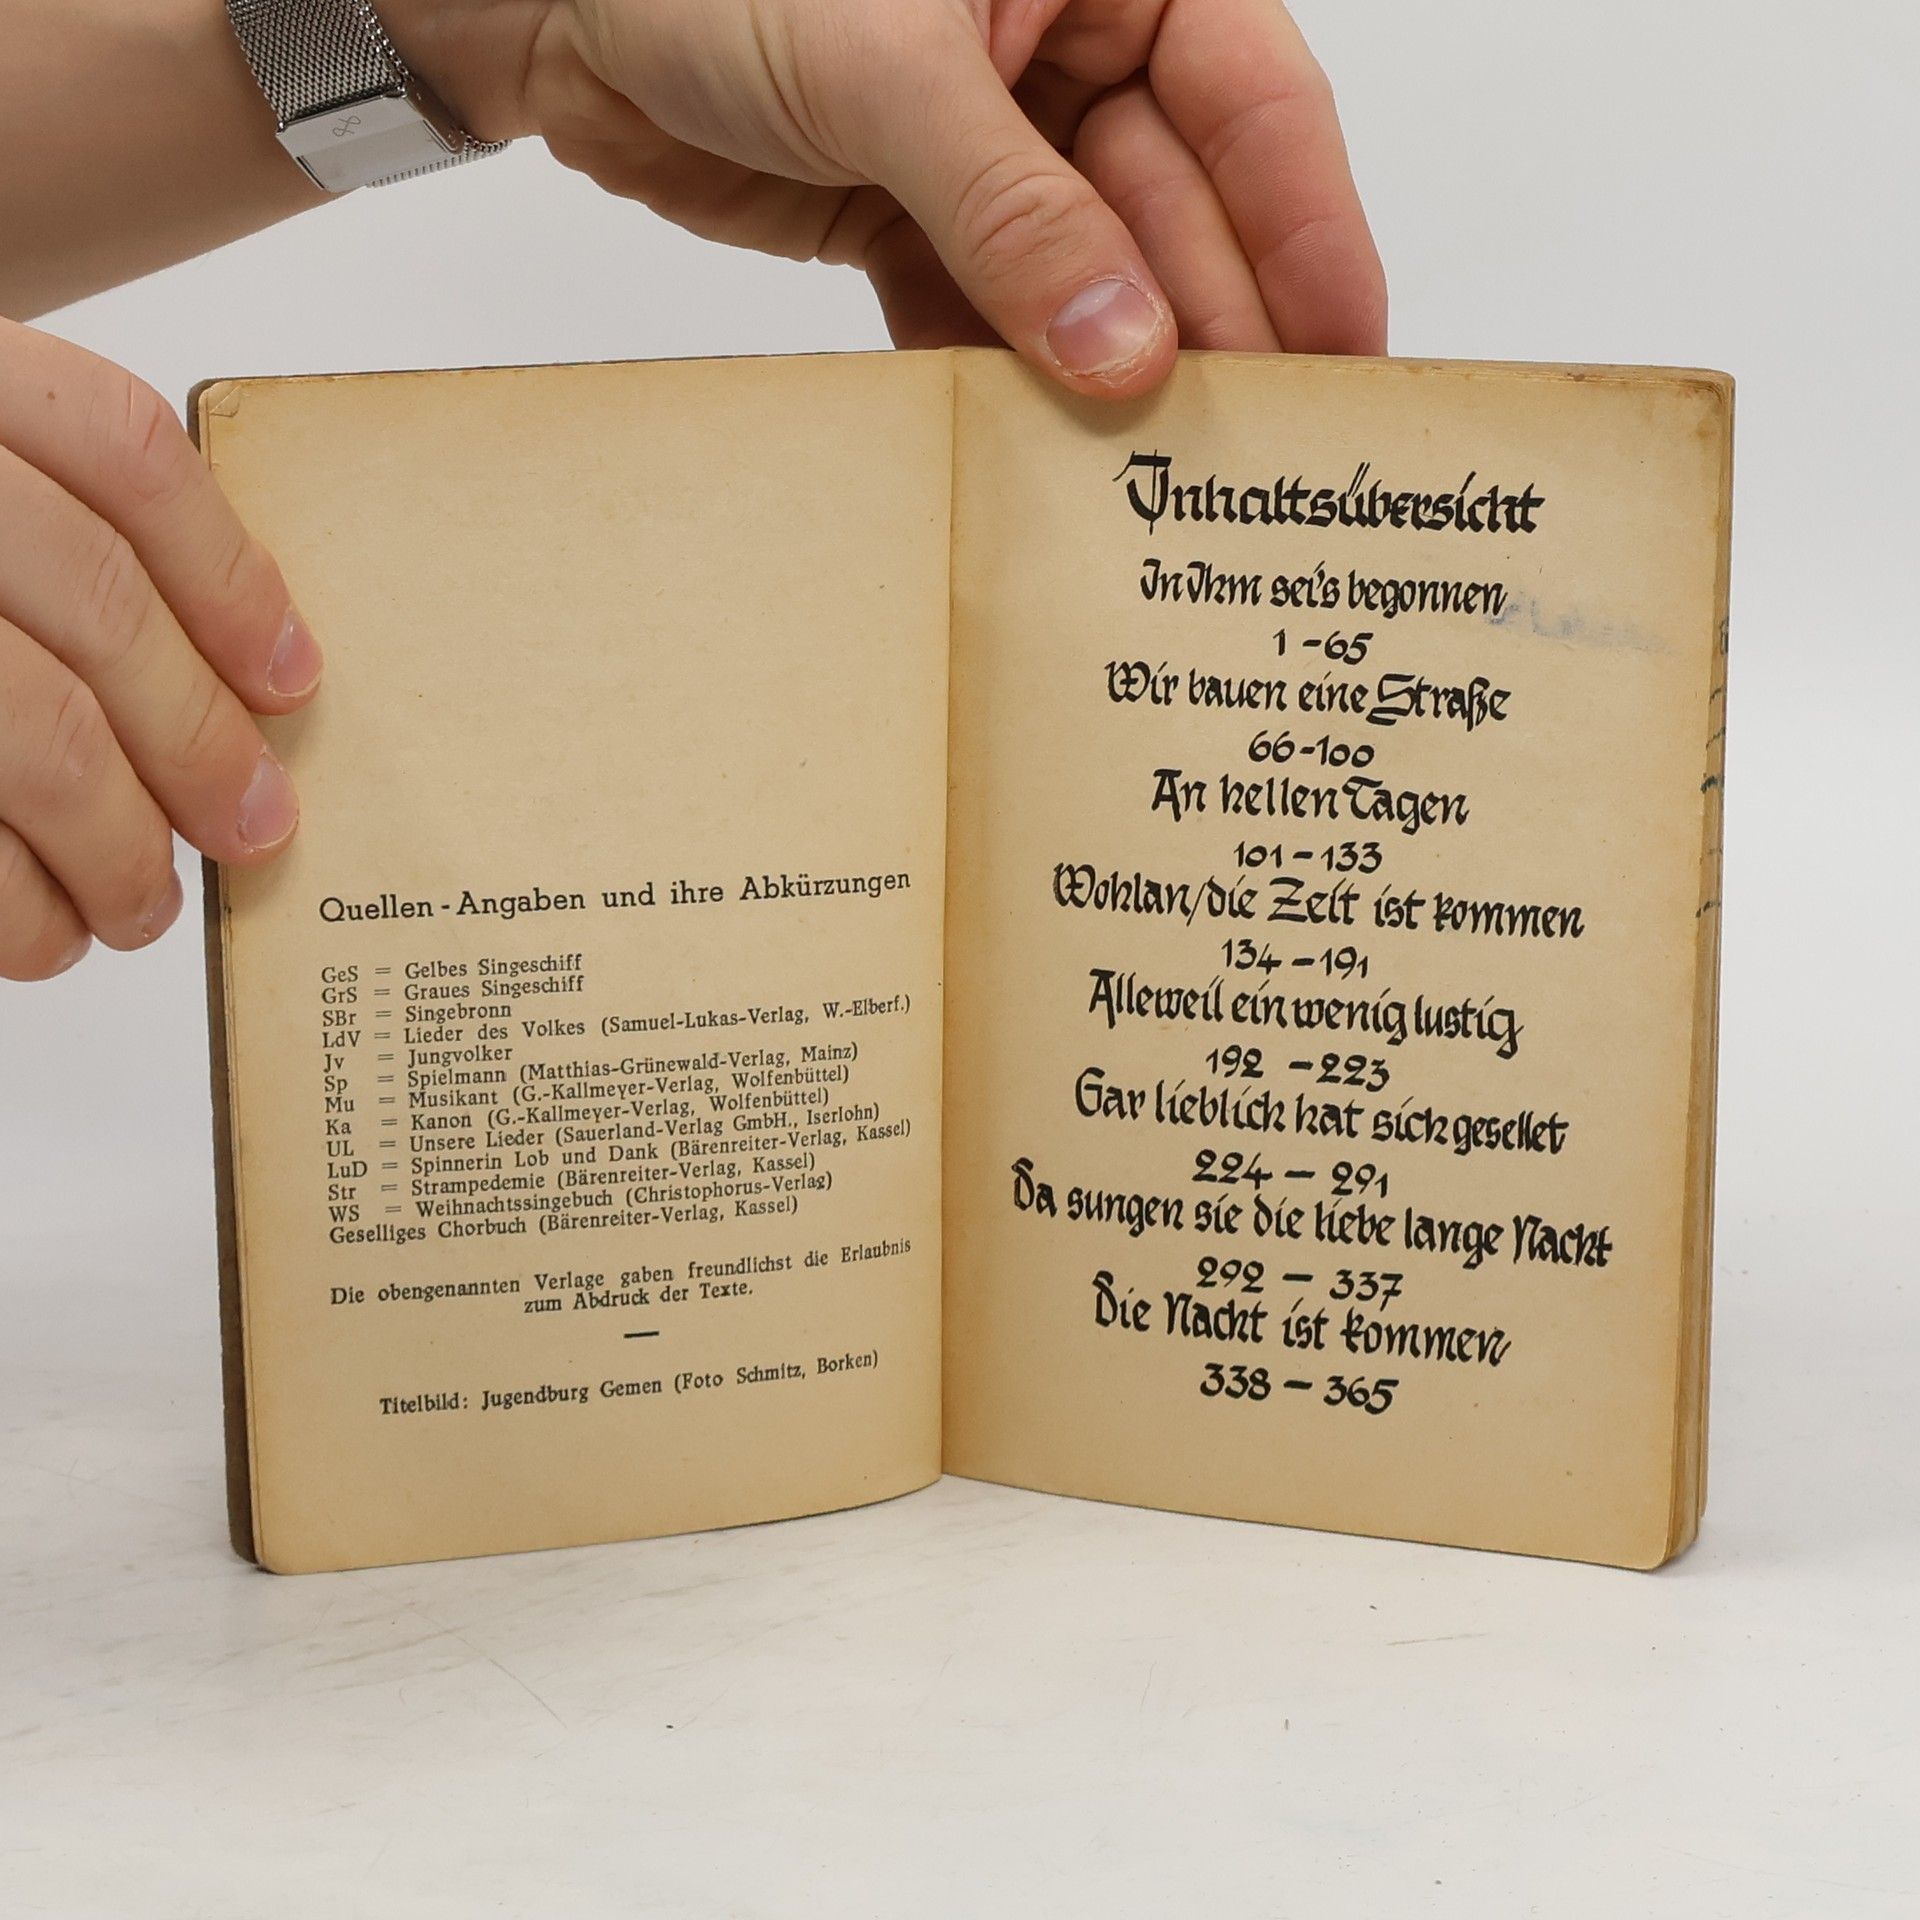 Quellen-Angaben und ihre Abkürzungen
GeS = Gelbes Singeschiff
GrS = Graues Singeschiff
SBr = Singebronn
LdV = Lieder des Volkes (Samuel-Lukas-Verlag, W.-Elberf.)
Jv = Jungvolker
Sp = Spielmann (Matthias-Grünewald-Verlag, Mainz)
Mu = Musikant (G.-Kallmeyer-Verlag, Wolfenbüttel)
Ka = Kanon (G.-Kallmeyer-Verlag, Wolfenbüttel)
UL = Unsere Lieder (Sauerland-Verlag GmbH., Iserlohn)
LuD = Spinnerin Lob und Dank (Bärenreiter-Verlag, Kassel)
Str = Strampedemie (Bärenreiter-Verlag, Kassel)
WS = Weihnachtssingebuch (Christophorus-Verlag)
Geselliges Chorbuch (Bärenreiter-Verlag, Kassel)
Die obengenannten Verlage gaben freundlichst die Erlaubnis
zum Abdruck der Texte.
Titelbild: Jugendburg Gemen (Foto Schmitz, Borken)
Inhaltsübersicht
In Ihm sei's begonnen
1 - 65
Wir bauen eine Straße
66 - 100
An hellen Tagen
101 - 133
Wohlan/die Zeit ist kommen
134 - 191
Alleweil ein wenig lustig
192 - 223
Gar lieblich hat sich gesellet
224 - 291
Da sungen sie die liebe lange Nacht
292 - 337
Die Nacht ist kommen
338 - 365